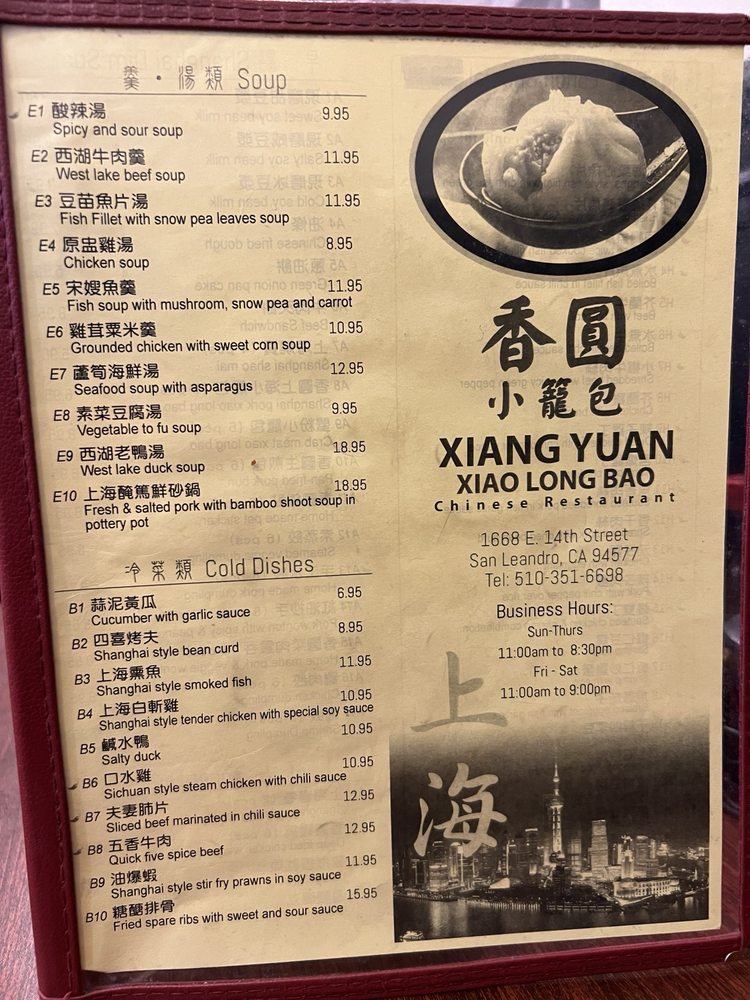 羹・湯類 Soup
E1 酸辣湯 9.95
Spicy and sour soup
E2 西湖牛肉羹 11.95
West lake beef soup
E3 豆苗魚片湯 11.95
Fish Fillet with snow pea leaves soup
E4 原盅雞湯 8.95
Chicken soup
E5 宋嫂魚羹 11.95
Fish soup with mushroom, snow pea and carrot
E6 雞茸粟米羹 10.95
Grounded chicken with sweet corn soup
E7 蘆筍海鮮湯 12.95
Seafood soup with asparagus
E8 素菜豆腐湯 9.95
Vegetable to fu soup
E9 西湖老鴨湯 18.95
West lake duck soup
E10 上海醃篤鮮砂鍋 18.95
Fresh & salted pork with bamboo shoot soup in
pottery pot
冷菜類 Cold Dishes
B1 蒜泥黃瓜 6.95
Cucumber with garlic sauce
B2 四喜烤夫 8.95
Shanghai style bean curd
B3 上海熏魚 11.95
Shanghai style smoked fish
B4 上海白斬雞 10.95
Shanghai style tender chicken with special soy sauce
B5 鹹水鴨 10.95
Salty duck
B6 口水雞 10.95
Sichuan style steam chicken with chili sauce
B7 夫妻肺片 12.95
Sliced beef marinated in chili sauce
B8 五香牛肉 12.95
Quick five spice beef
B9 油爆蝦 11.95
Shanghai style stir fry prawns in soy sauce
B10 糖醋排骨 15.95
Fried spare ribs with sweet and sour sauce
香圓
小籠包
XIANG YUAN
XIAO LONG BAO
Chinese Restaurant
1668 E. 14th Street
San Leandro, CA 94577
Tel: 510-351-6698
Business Hours:
Sun-Thurs
11:00am to 8:30pm
Fri - Sat
11:00am to 9:00pm
上
海